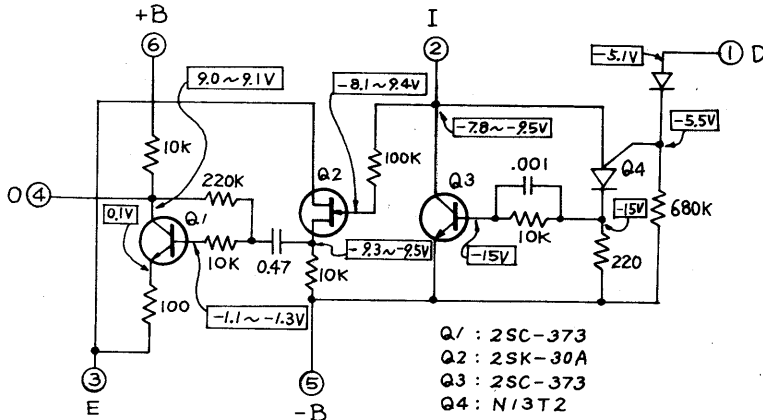 +B
I
6
2
1 D
9.0~9.1V
-8.1~9.4V
-5.1V
-7.8~-9.5V
-5.5V
10K
Q2
100K
Q3
.001
Q4
O 4
220K
0.1V
Q1
-15V
680K
10K
0.47
-9.3~-9.5V
-15V
10K
220
10K
100
-1.1~-1.3V
3
E
5
-B
Q1 : 2SC-373
Q2 : 2SK-30A
Q3 : 2SC-373
Q4 : N13T2